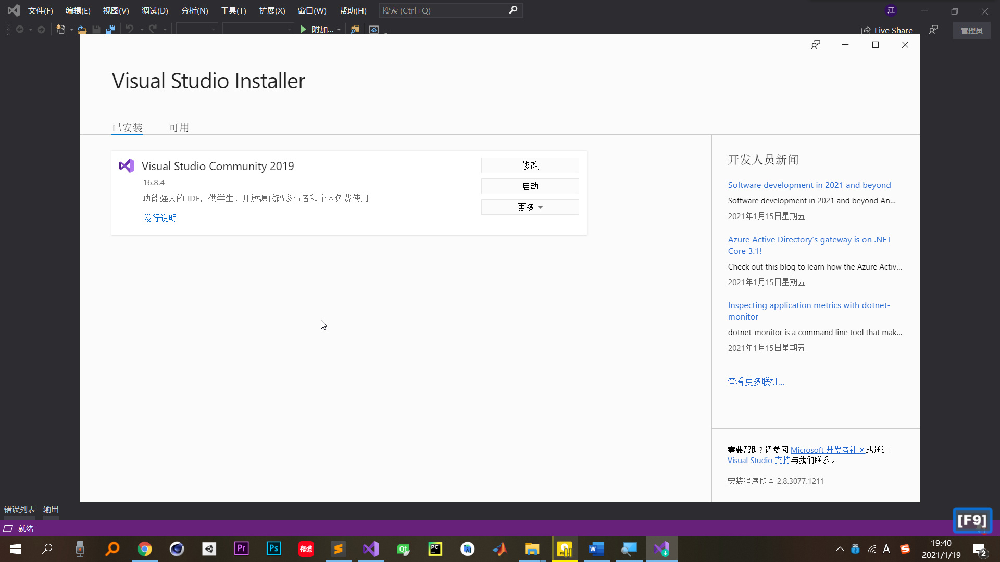 文件(F) 编辑(E) 视图(V) 调试(D) 分析(N) 工具(T) 扩展(X) 窗口(W) 帮助(H) 搜索 (Ctrl+Q) 江
附加... Live Share 管理员
Visual Studio Installer
已安装 可用
Visual Studio Community 2019
16.8.4
功能强大的 IDE，供学生、开放源代码参与者和个人免费使用
发行说明
修改
启动
更多
开发人员新闻
Software development in 2021 and beyond
Software development in 2021 and beyond An...
2021年1月15日星期五
Azure Active Directory's gateway is on .NET
Core 3.1!
Check out this blog to learn how the Azure Activ...
2021年1月15日星期五
Inspecting application metrics with dotnet-
monitor
dotnet-monitor is a command line tool that mak...
2021年1月15日星期五
查看更多联机...
需要帮助? 请参阅 Microsoft 开发者社区或通过
Visual Studio 支持与我们联系。
安装程序版本 2.8.3077.1211
错误列表 输出
就绪
[F9]
Pr Ps 有道 Qt PC W A S
19:40
2021/1/19
2